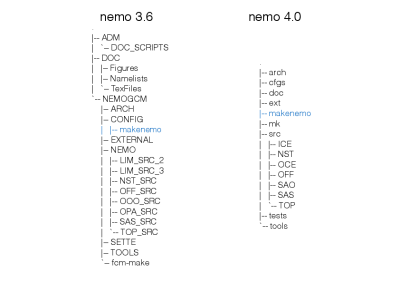 nemo 3.6
.
|-- ADM
|   `-- DOC_SCRIPTS
|-- DOC
|   |-- Figures
|   |-- Namelists
|   `-- TexFiles
`-- NEMOGCM
|-- ARCH
|-- CONFIG
|   |-- makenemo
|-- EXTERNAL
|-- NEMO
|   |-- LIM_SRC_2
|   |-- LIM_SRC_3
|   |-- NST_SRC
|   |-- OFF_SRC
|   |-- OOO_SRC
|   |-- OPA_SRC
|   |-- SAS_SRC
|   `-- TOP_SRC
|-- SETTE
|-- TOOLS
`-- fcm-make
nemo 4.0
.
|-- arch
|-- cfgs
|-- doc
|-- ext
|-- makenemo
|-- mk
|-- src
|   |-- ICE
|   |-- NST
|   |-- OCE
|   |-- OFF
|   |-- SAO
|   |-- SAS
|   `-- TOP
|-- tests
`-- tools